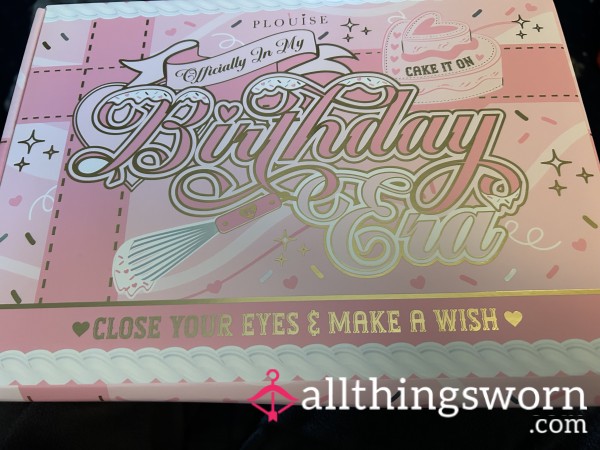 PLOUISE
Officially In My
CAKE IT ON
Birthday
Era
CLOSE YOUR EYES & MAKE A WISH
allthingsworn
.com